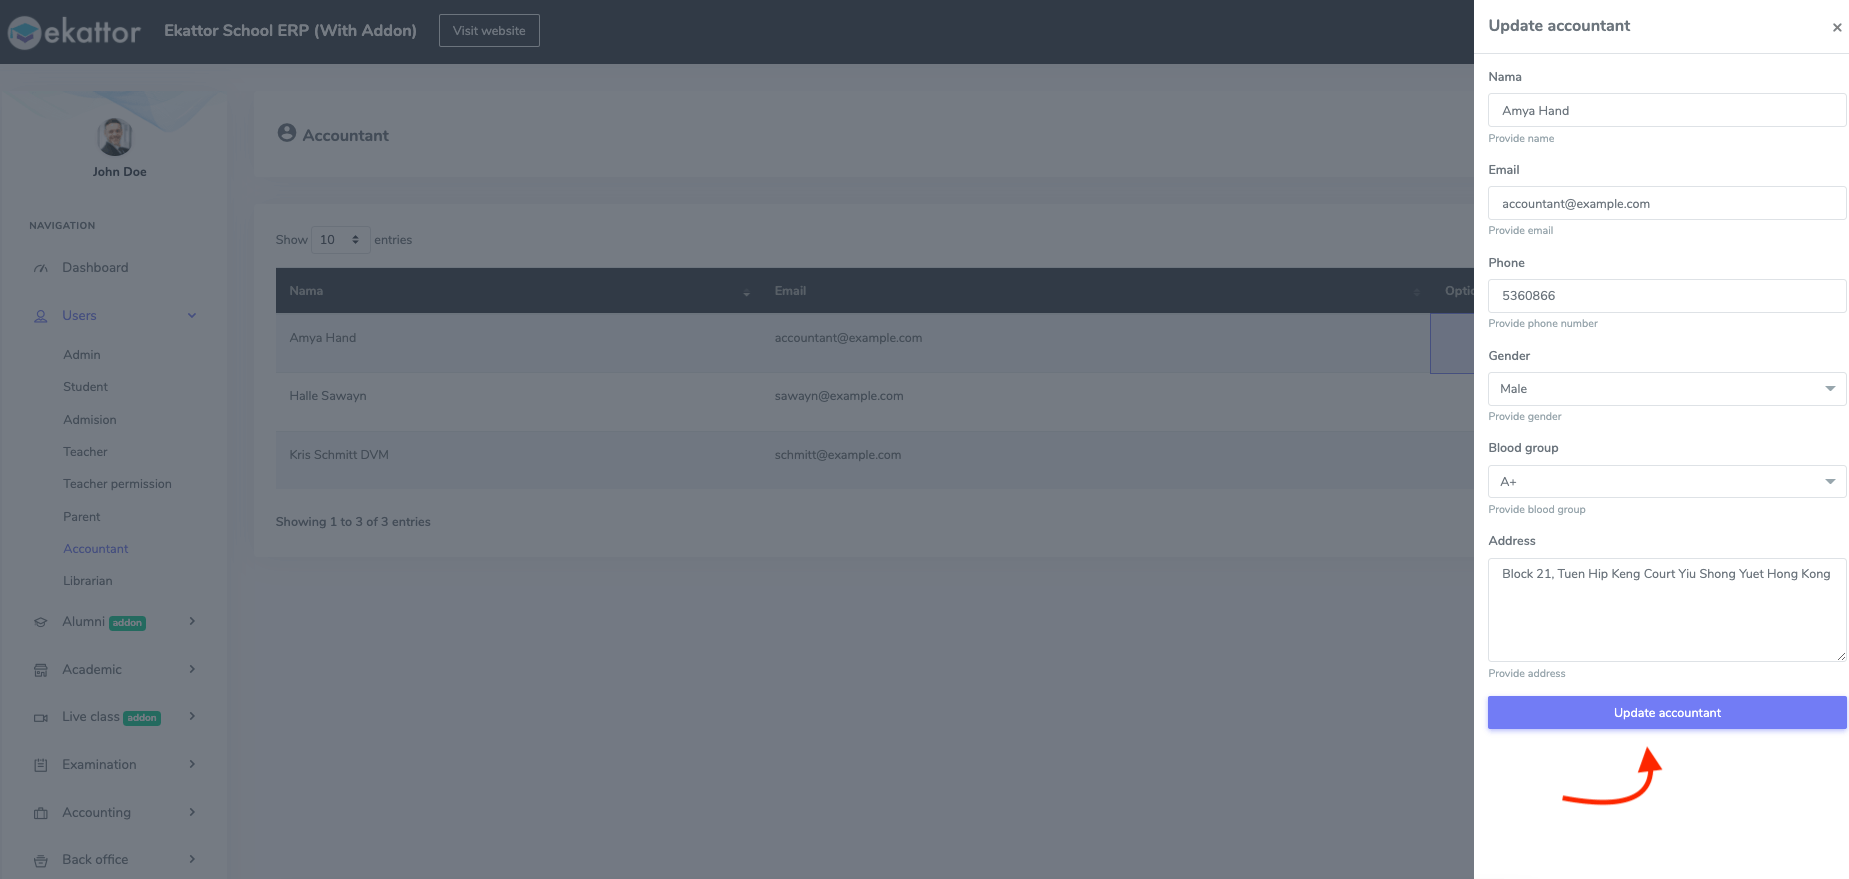 ekattor
Ekattor School ERP (With Addon)
Visit website
John Doe
NAVIGATION
Dashboard
Users
Admin
Student
Admision
Teacher
Teacher permission
Parent
Accountant
Librarian
Alumni addon
Academic
Live class addon
Examination
Accounting
Back office
Accountant
Show 10 entries
Nama Email Optio
Amya Hand accountant@example.com
Halle Sawayn sawayn@example.com
Kris Schmitt DVM schmitt@example.com
Showing 1 to 3 of 3 entries
Update accountant ×
Nama
Amya Hand
Provide name
Email
accountant@example.com
Provide email
Phone
5360866
Provide phone number
Gender
Male
Provide gender
Blood group
A+
Provide blood group
Address
Block 21, Tuen Hip Keng Court Yiu Shong Yuet Hong Kong
Provide address
Update accountant